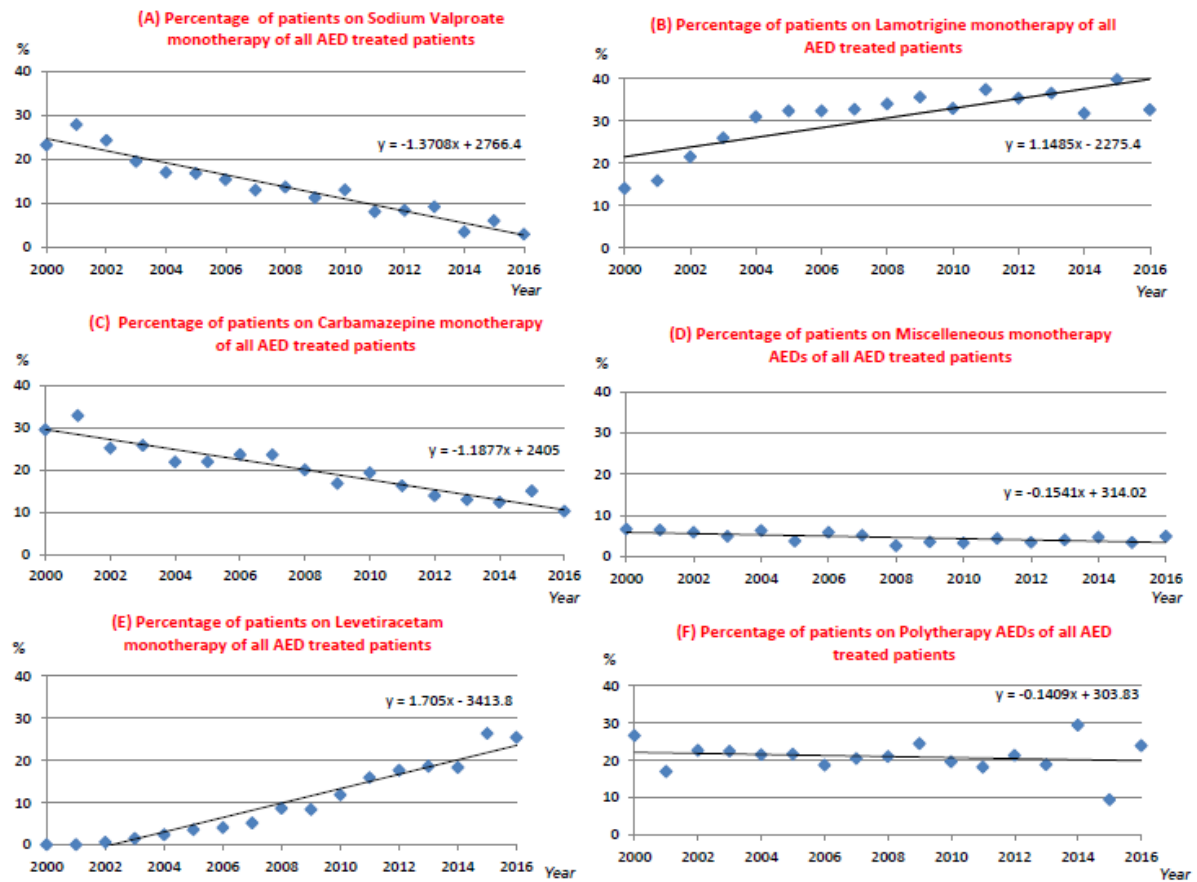 (A) Percentage of patients on Sodium Valproate
monotherapy of all AED treated patients
%
40
30
20
10
0
y = -1.3708x + 2766.4
2000 2002 2004 2006 2008 2010 2012 2014 2016
Year
(B) Percentage of patients on Lamotrigine monotherapy of all
AED treated patients
%
40
30
20
10
0
y = 1.1485x - 2275.4
2000 2002 2004 2006 2008 2010 2012 2014 2016
Year
(C) Percentage of patients on Carbamazepine monotherapy
of all AED treated patients
%
40
30
20
10
0
y = -1.1877x + 2405
2000 2002 2004 2006 2008 2010 2012 2014 2016
Year
(D) Percentage of patients on Miscelleneous monotherapy
AEDs of all AED treated patients
%
40
30
20
10
0
y = -0.1541x + 314.02
2000 2002 2004 2006 2008 2010 2012 2014 2016
Year
(E) Percentage of patients on Levetiracetam
monotherapy of all AED treated patients
%
40
30
20
10
0
y = 1.705x - 3413.8
2000 2002 2004 2006 2008 2010 2012 2014 2016
Year
(F) Percentage of patients on Polytherapy AEDs of all AED
treated patients
%
40
30
20
10
0
y = -0.1409x + 303.83
2000 2002 2004 2006 2008 2010 2012 2014 2016
Year